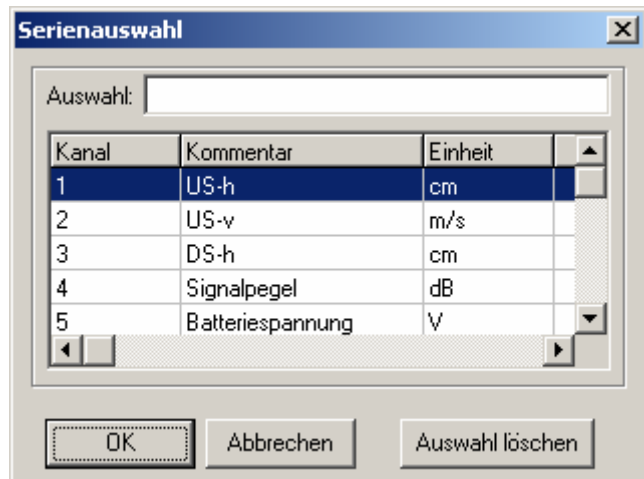 Serienauswahl
Auswahl:
Kanal Kommentar Einheit
1 US-h cm
2 US-v m/s
3 DS-h cm
4 Signalpegel dB
5 Batteriespannung V
OK Abbrechen Auswahl löschen